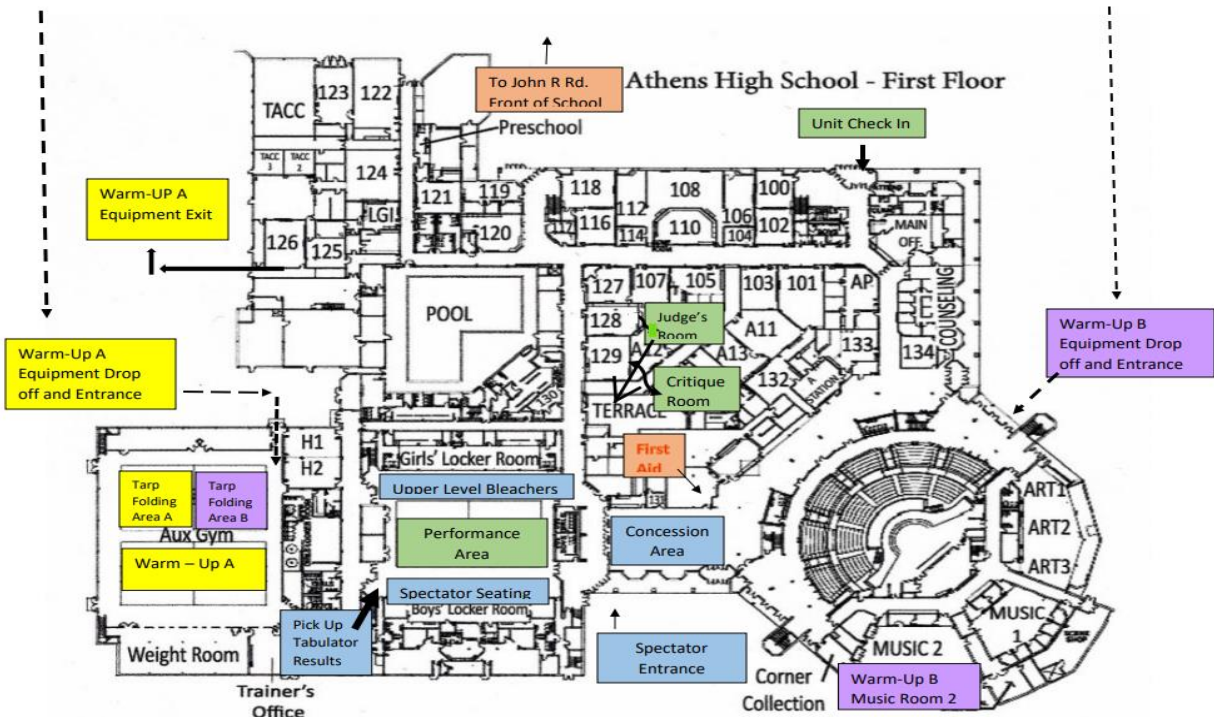 To John R Rd.
Front of School
Athens High School - First Floor
Preschool
Unit Check In
TACC
123
122
TACC 3
TACC 2
124
LGI
121
119
120
118
116
117
112
114
108
110
106
104
100
102
MAIN
OFF.
Warm-UP A
Equipment Exit
126
125
POOL
127
107
105
103
101
AP
COUNSELING
128
Judge's
Room
A11
129
A12
A13
133
134
Critique
Room
132
A
STATION
TERRACE
130
Warm-Up B
Equipment Drop
off and Entrance
Warm-Up A
Equipment Drop
off and Entrance
H1
H2
Girls' Locker Room
First
Aid
Upper Level Bleachers
Tarp
Folding
Area A
Tarp
Folding
Area B
Aux Gym
Warm – Up A
Performance
Area
Concession
Area
ART1
ART2
ART3
Spectator Seating
Boys' Locker Room
Pick Up
Tabulator
Results
Weight Room
Trainer's
Office
Spectator
Entrance
Corner
Collection
MUSIC
1
MUSIC 2
Warm-Up B
Music Room 2